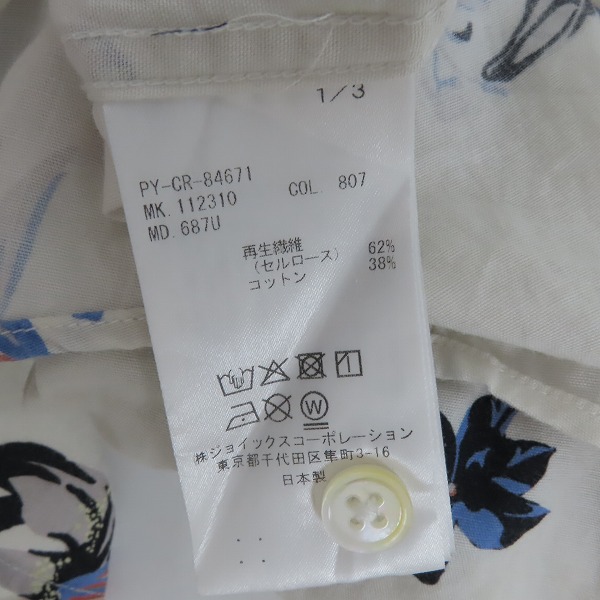 1/3
PY-CR-84671
MK. 112310 COL. 807
MD. 687U
再生繊維 62%
(セルロース) 38%
コットン
W
㈱ジョイックスコーポレーション
東京都千代田区隼町3-16
日本製